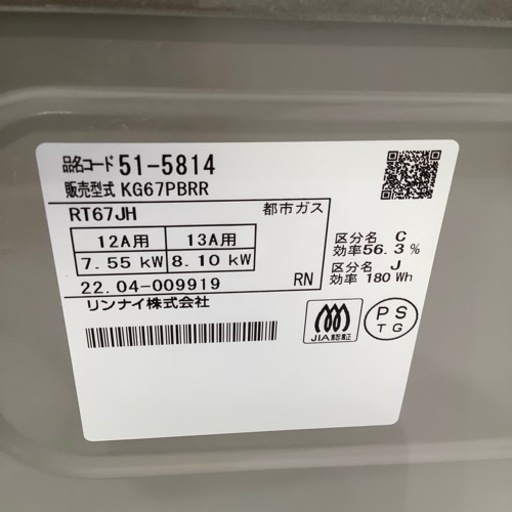 品名コード 51-5814
販売型式 KG67PBRR
RT67JH 都市ガス
12A用 13A用
7.55 kW 8.10 kW
区分名 C
効率56.3 %
区分名 J
効率 180 Wh
22.04-009919 RN
リンナイ株式会社
JIA認証
PS
TG